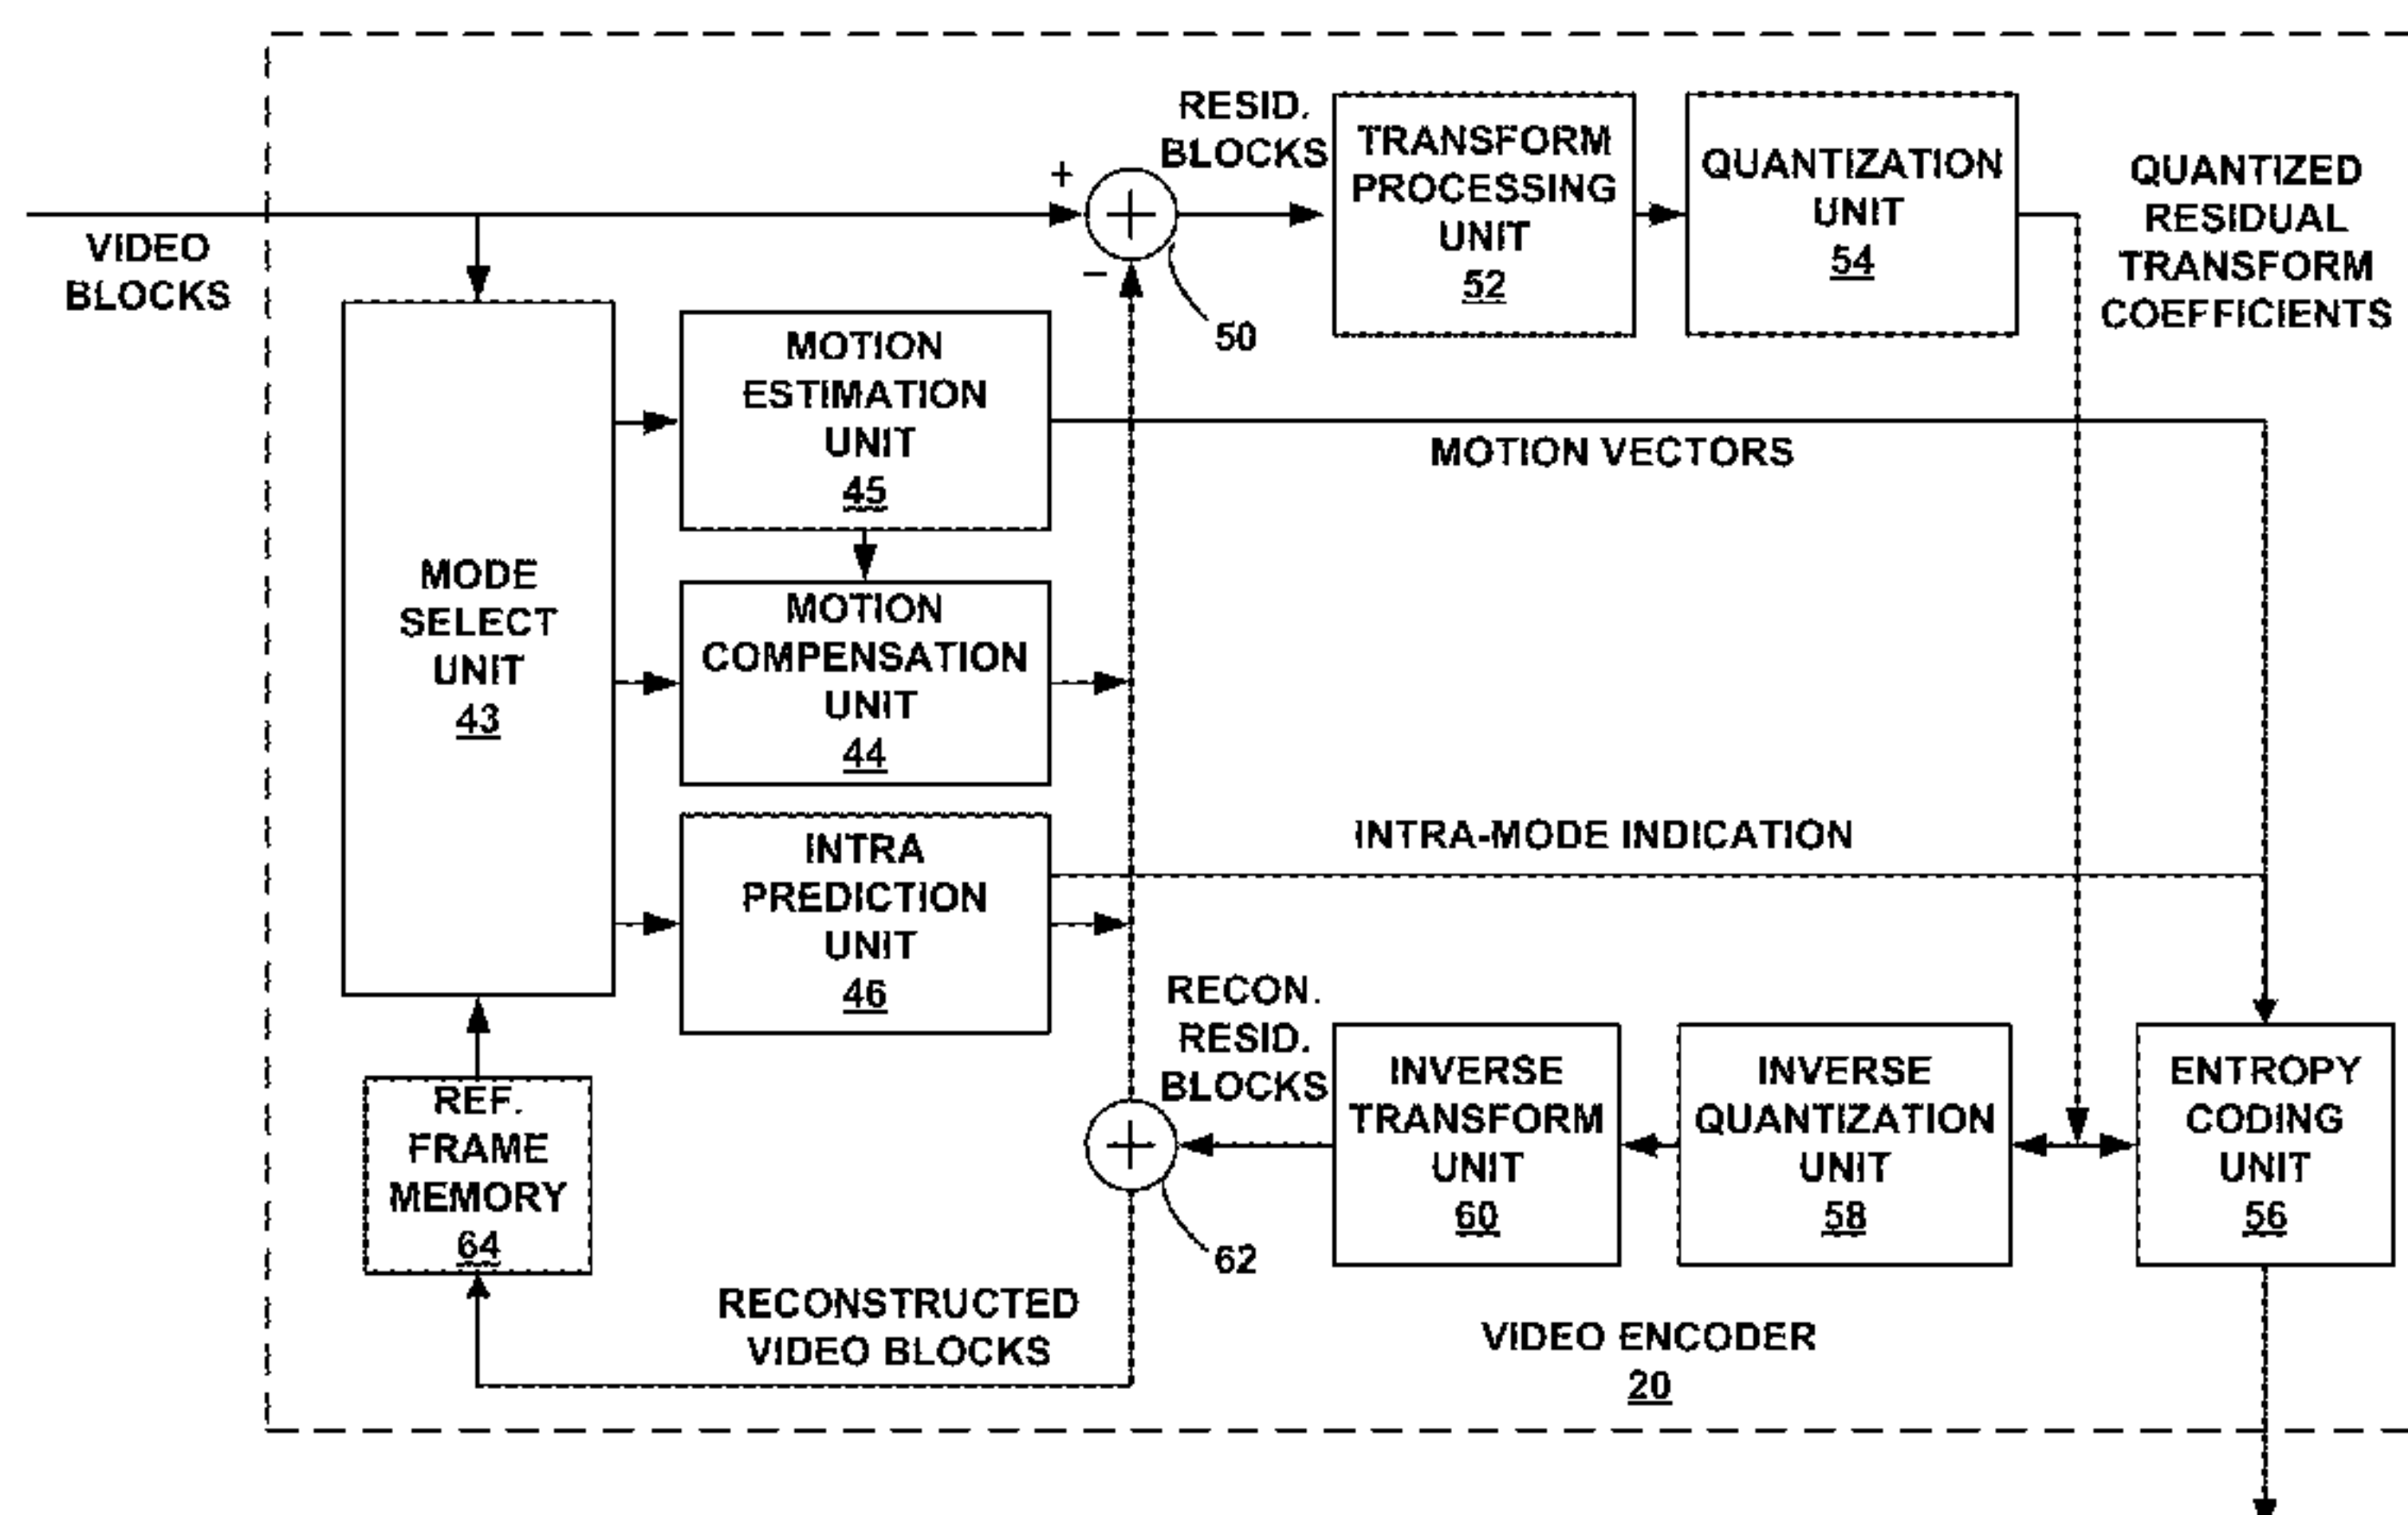 VIDEO
BLOCKS
+
−
50
RESID.
BLOCKS
TRANSFORM
PROCESSING
UNIT
52
QUANTIZATION
UNIT
54
QUANTIZED
RESIDUAL
TRANSFORM
COEFFICIENTS
MODE
SELECT
UNIT
43
MOTION
ESTIMATION
UNIT
45
MOTION VECTORS
MOTION
COMPENSATION
UNIT
44
INTRA
PREDICTION
UNIT
46
INTRA-MODE INDICATION
REF.
FRAME
MEMORY
64
RECON.
RESID.
BLOCKS
62
INVERSE
TRANSFORM
UNIT
60
INVERSE
QUANTIZATION
UNIT
58
ENTROPY
CODING
UNIT
56
RECONSTRUCTED
VIDEO BLOCKS
VIDEO ENCODER
20